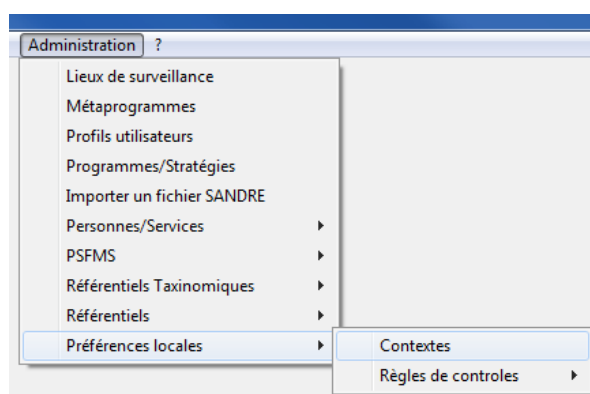 Administration ?
Lieux de surveillance
Métaprogrammes
Profils utilisateurs
Programmes/Stratégies
Importer un fichier SANDRE
Personnes/Services
PSFMS
Référentiels Taxinomiques
Référentiels
Préférences locales
Contextes
Règles de controles